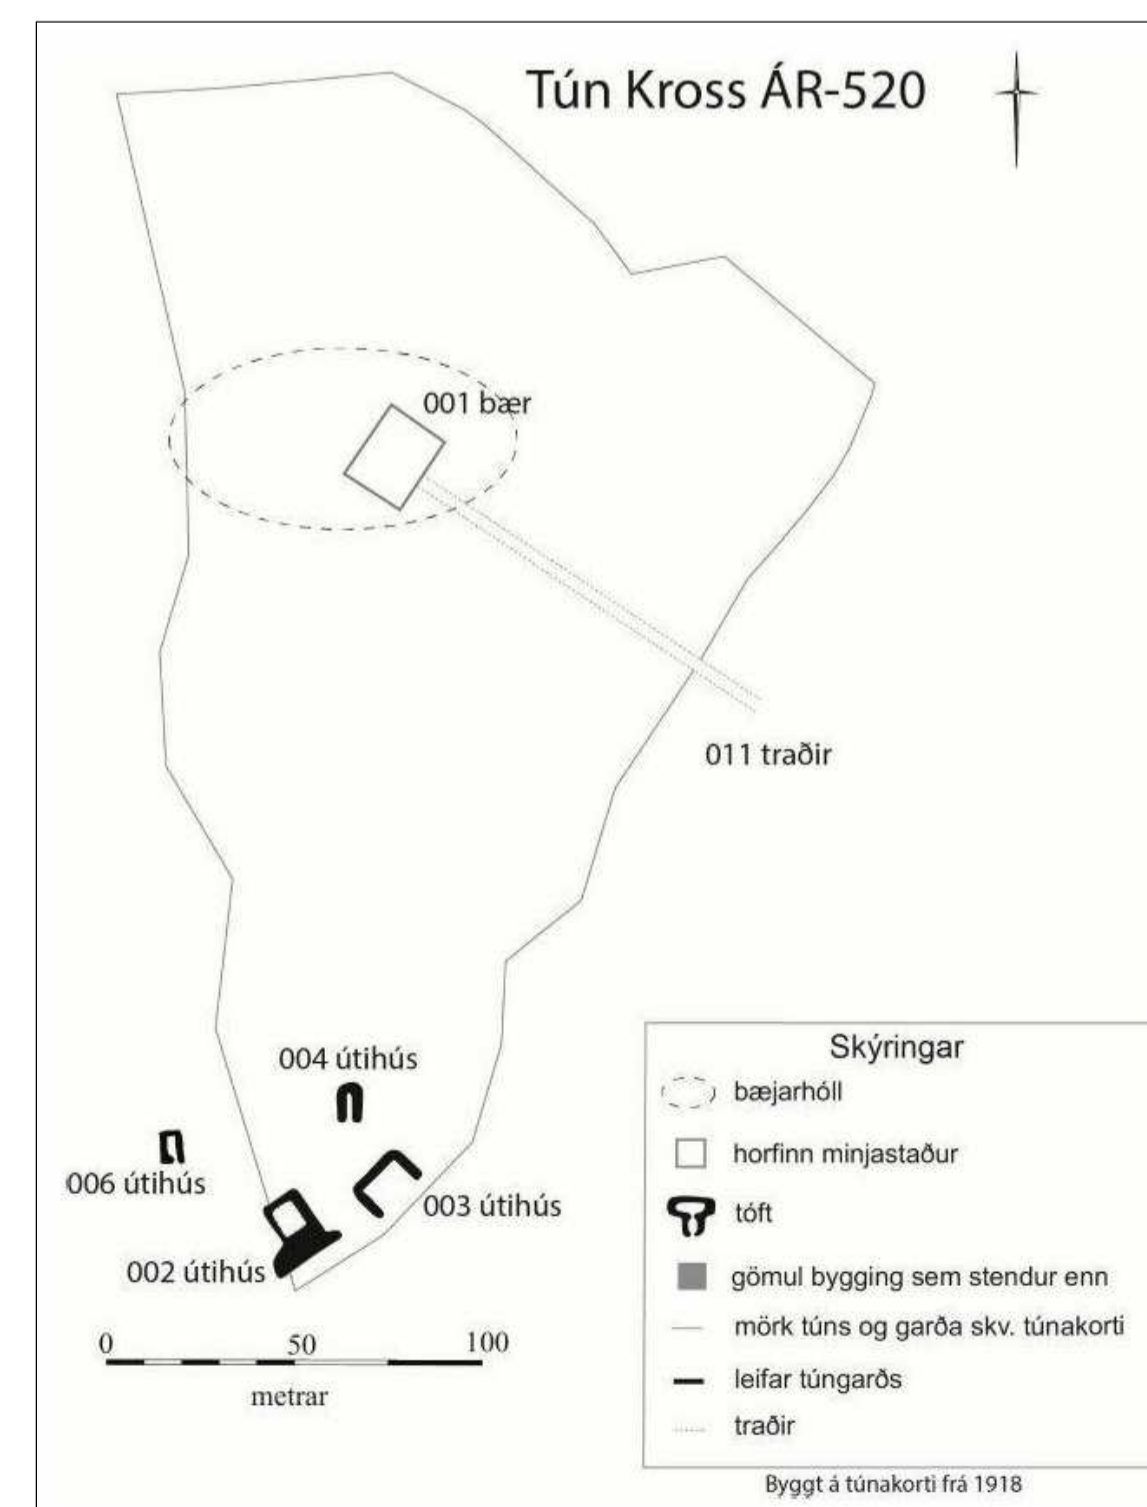 Tún Kross ÁR-520
001 bær
011 traðir
004 útihús
006 útihús
003 útihús
002 útihús
0 50 100
metrar
Skýringar
bæjarhóll
horfinn minjastaður
tóft
gömul bygging sem stendur enn
mörk túns og garða skv. túnakorti
leifar túngarðs
traðir
Byggt á túnakorti frá 1918